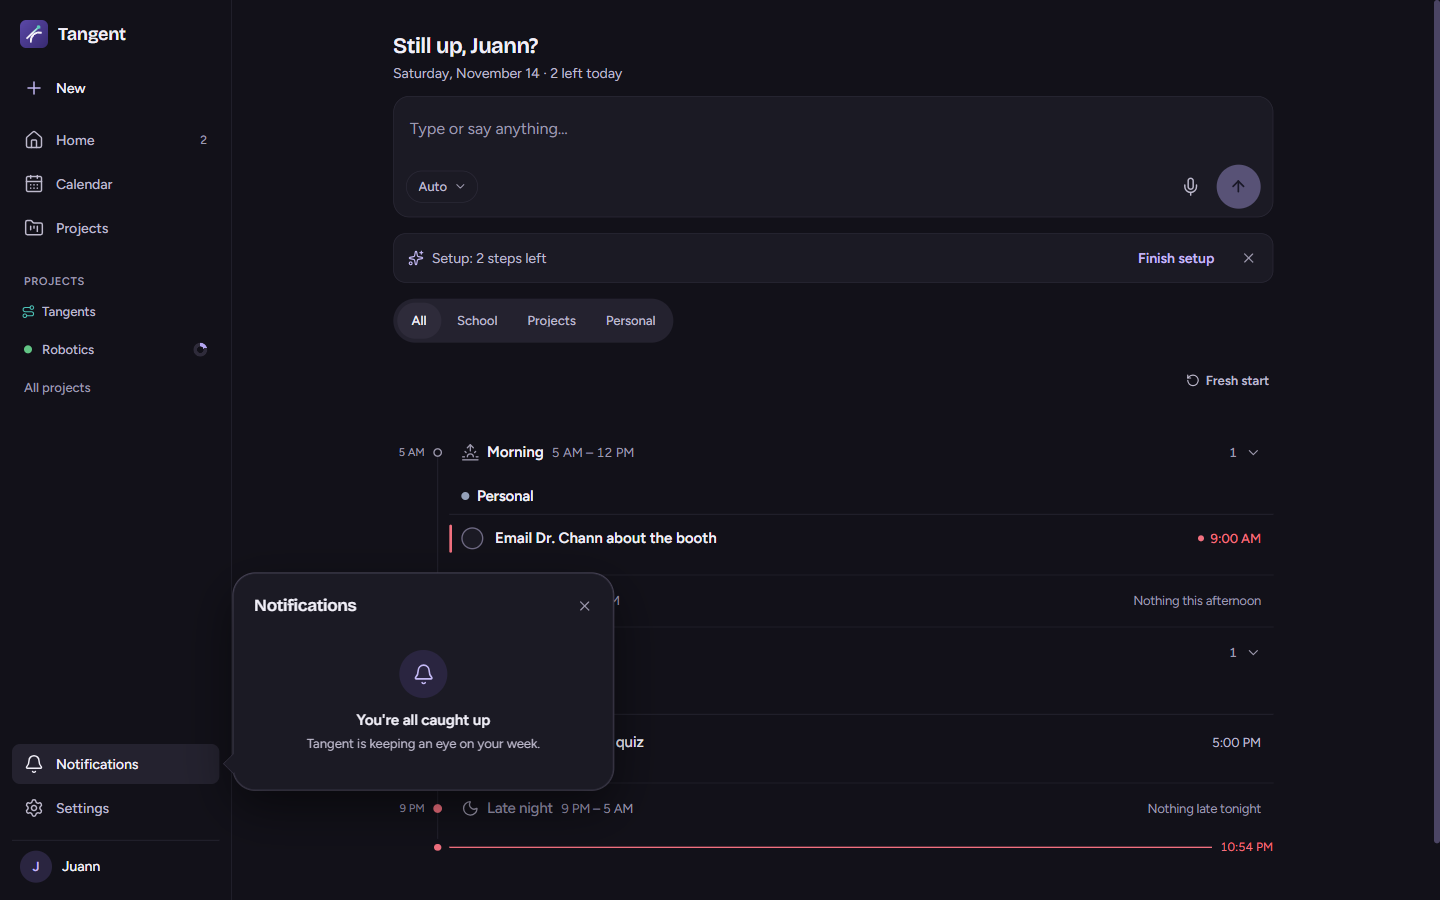 Tangent
New
Home 2
Calendar
Projects
PROJECTS
Tangents
Robotics
All projects
Notifications
Settings
J Juann
Still up, Juann?
Saturday, November 14 · 2 left today
Type or say anything...
Auto
Setup: 2 steps left Finish setup
All School Projects Personal
Fresh start
5 AM Morning 5 AM – 12 PM 1
Personal
Email Dr. Chann about the booth 9:00 AM
Nothing this afternoon
1
quiz 5:00 PM
Notifications
You're all caught up
Tangent is keeping an eye on your week.
9 PM Late night 9 PM – 5 AM Nothing late tonight
10:54 PM